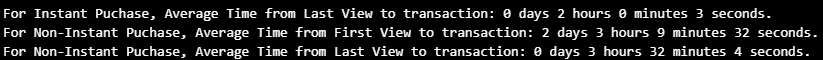 For Instant Puchase, Average Time from Last View to transaction: 0 days 2 hours 0 minutes 3 seconds.
For Non-Instant Puchase, Average Time from First View to transaction: 2 days 3 hours 9 minutes 32 seconds.
For Non-Instant Puchase, Average Time from Last View to transaction: 0 days 3 hours 32 minutes 4 seconds.